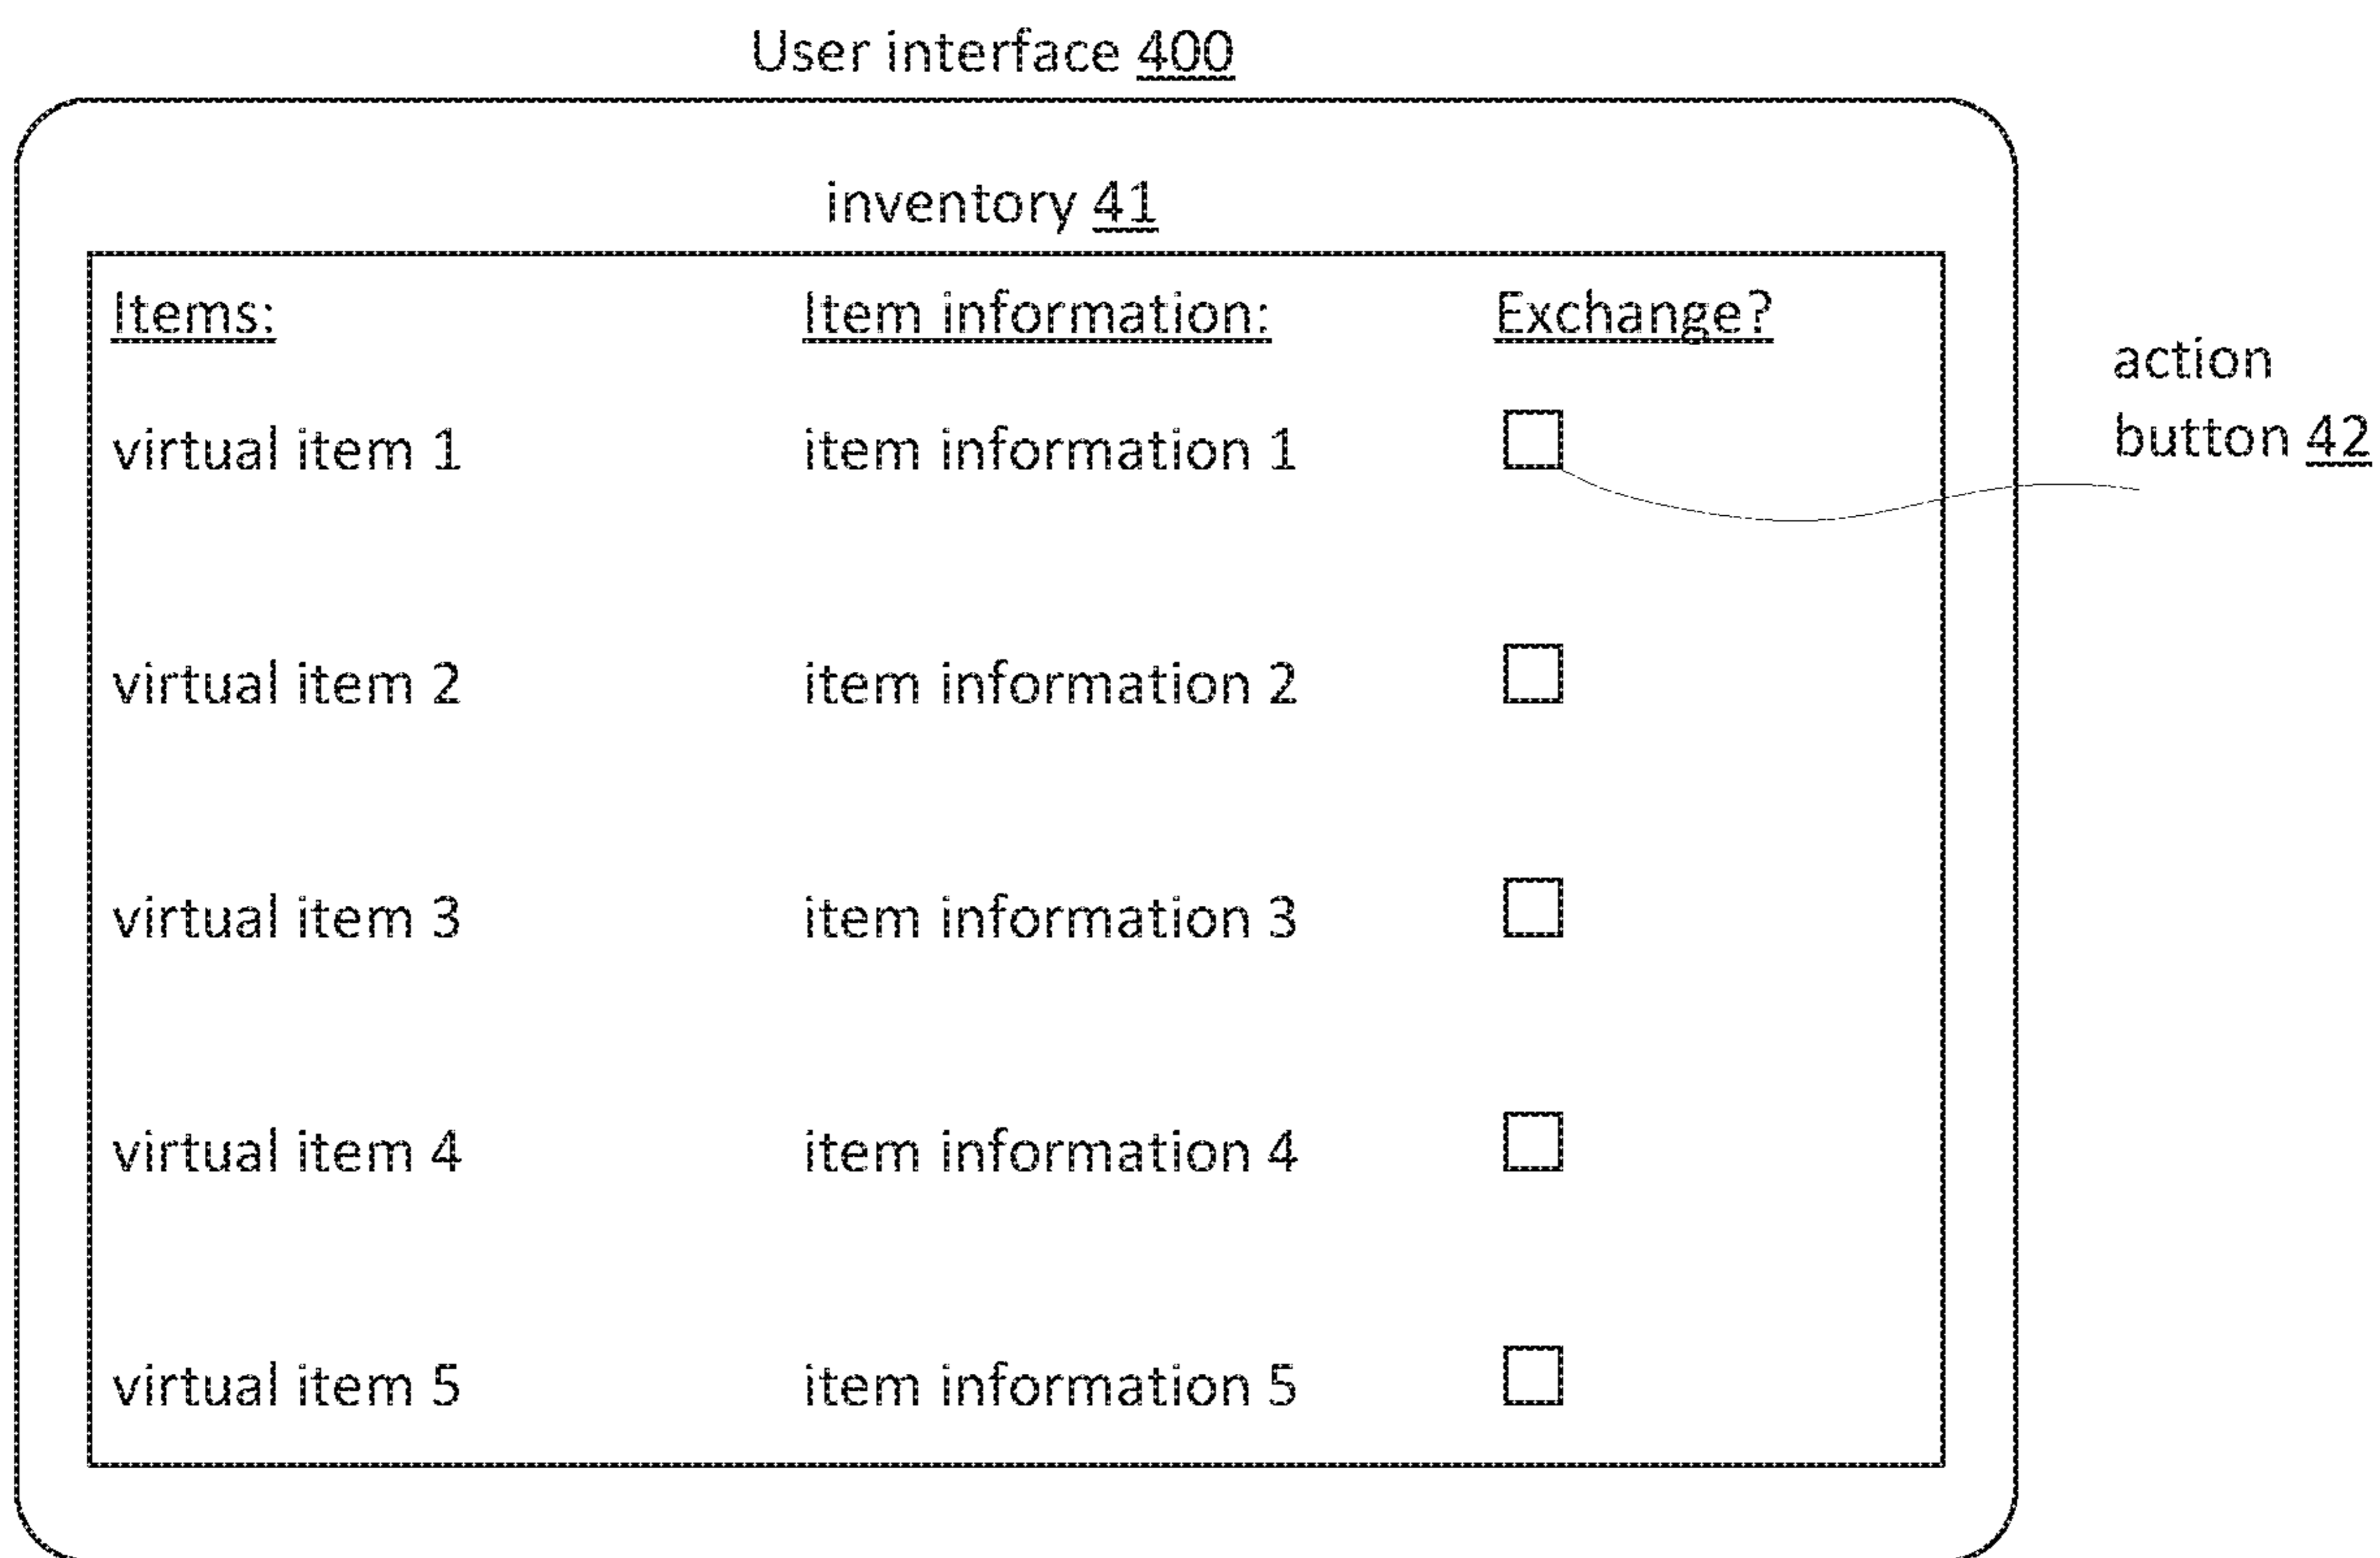 User interface 400
inventory 41
Items: Item information: Exchange?
action
button 42
virtual item 1 item information 1
virtual item 2 item information 2
virtual item 3 item information 3
virtual item 4 item information 4
virtual item 5 item information 5